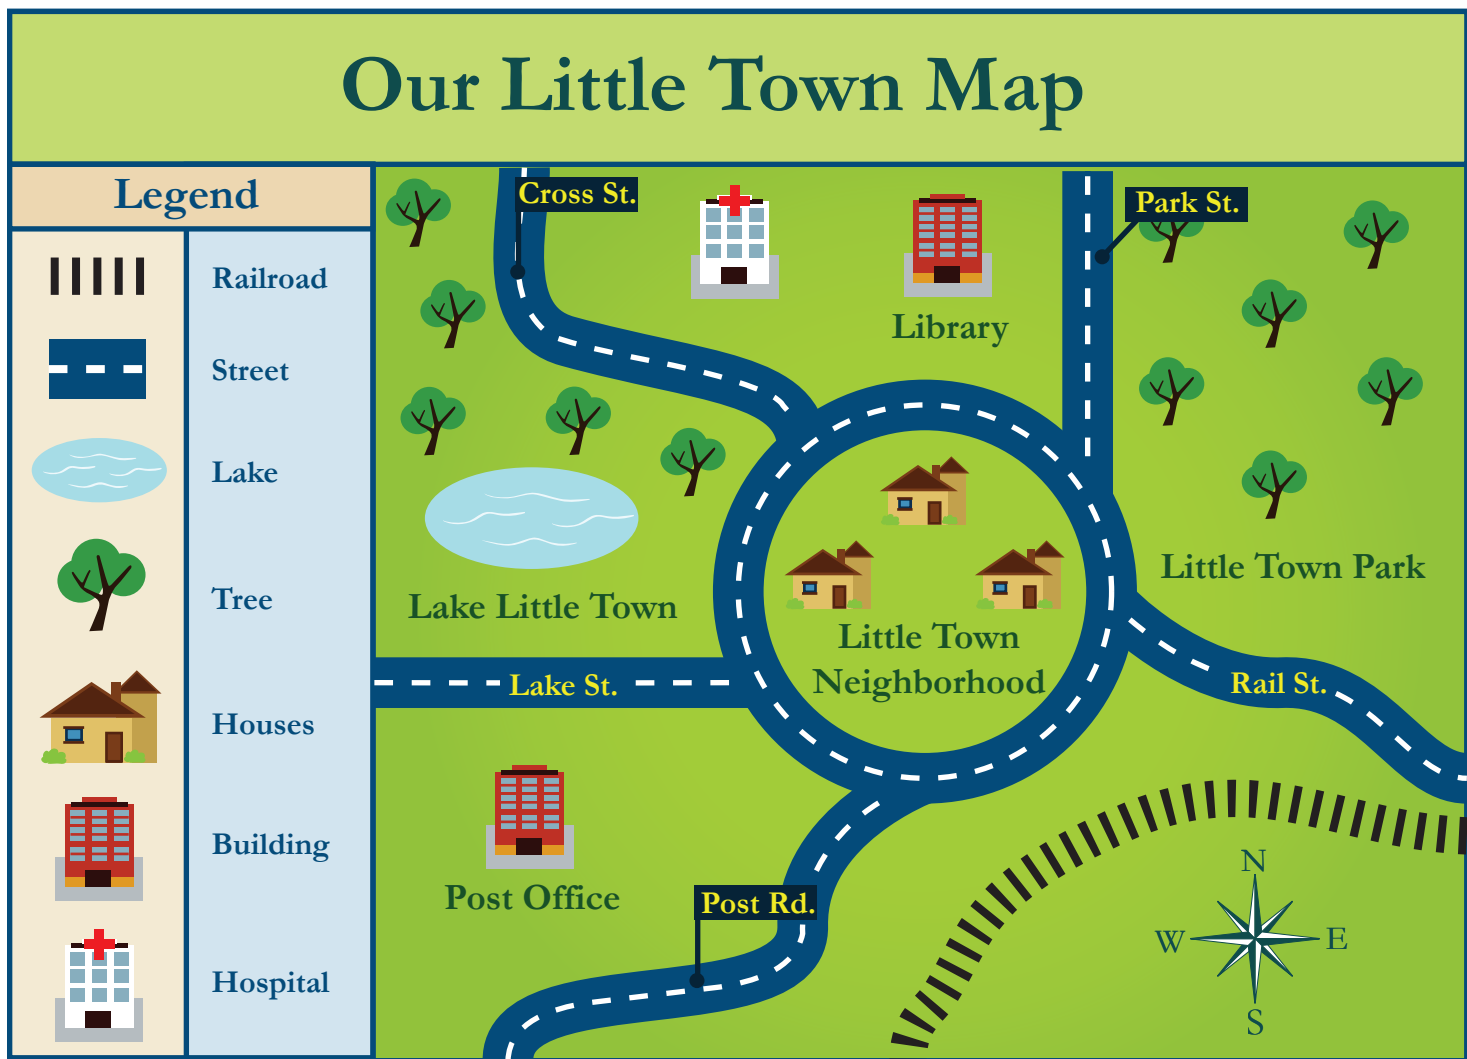 Our Little Town Map
Legend
Railroad
Street
Lake
Tree
Houses
Building
Hospital
Cross St.
Park St.
Library
Little Town Park
Lake Little Town
Little Town
Neighborhood
Lake St.
Rail St.
Post Office
Post Rd.
N
W
E
S